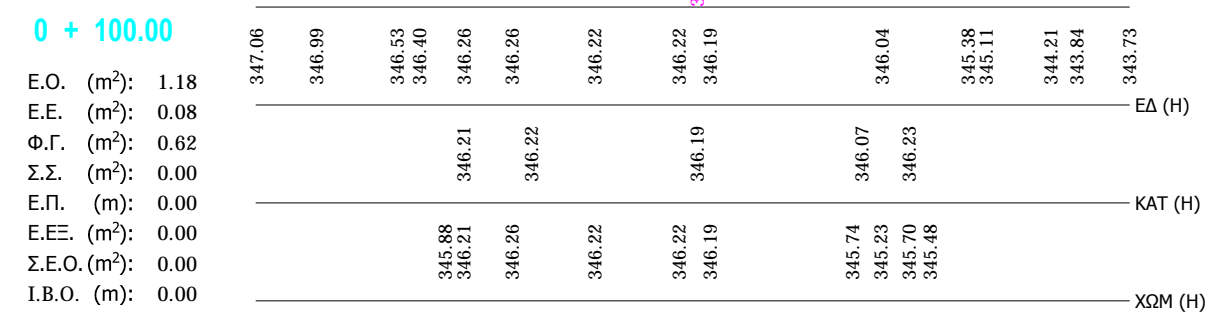 0 + 100.00
347.06 346.99 346.53 346.40 346.26 346.26 346.22 346.22 346.19 346.04 345.38 345.11 344.21 343.84 343.73
Ε.Ο. (m²): 1.18
Ε.Ε. (m²): 0.08
ΕΔ (Η)
Φ.Γ. (m²): 0.62
346.21 346.22 346.19 346.07 346.23
Σ.Σ. (m²): 0.00
Ε.Π. (m): 0.00
ΚΑΤ (Η)
Ε.ΕΞ. (m²): 0.00
345.88 346.21 346.26 346.22 346.22 346.19 345.74 345.23 345.70 345.48
Σ.Ε.Ο. (m²): 0.00
Ι.Β.Ο. (m): 0.00
ΧΩΜ (Η)